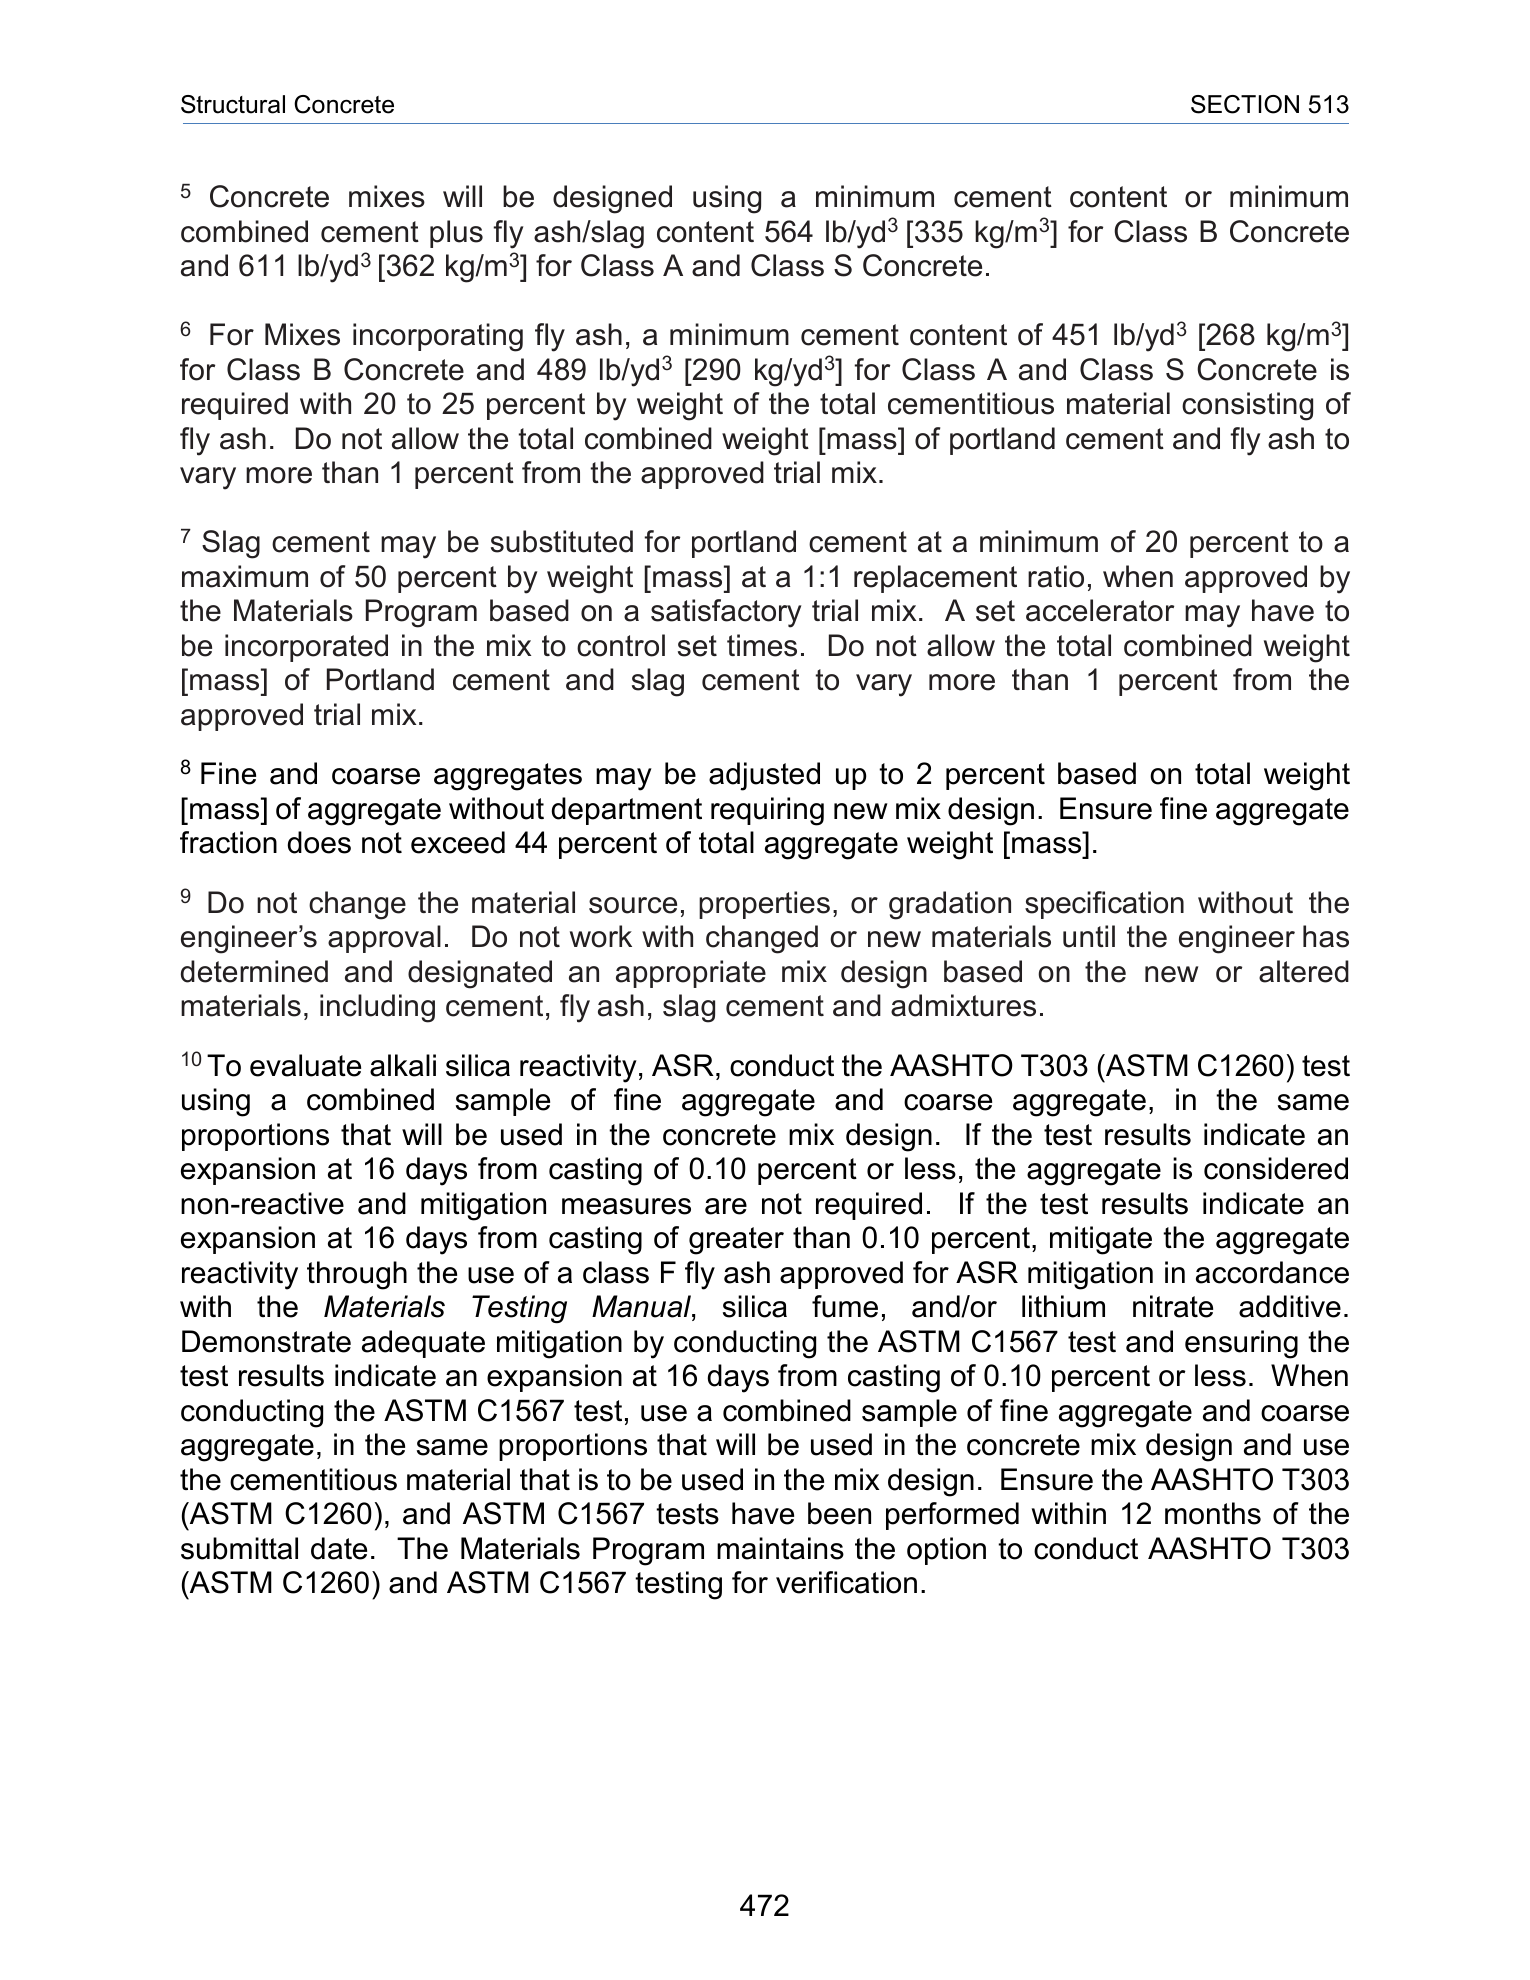 Structural Concrete SECTION 513
5 Concrete mixes will be designed using a minimum cement content or minimum
combined cement plus fly ash/slag content 564 lb/yd3 [335 kg/m3] for Class B Concrete
and 611 lb/yd3 [362 kg/m3] for Class A and Class S Concrete.
6 For Mixes incorporating fly ash, a minimum cement content of 451 lb/yd3 [268 kg/m3]
for Class B Concrete and 489 lb/yd3 [290 kg/yd3] for Class A and Class S Concrete is
required with 20 to 25 percent by weight of the total cementitious material consisting of
fly ash. Do not allow the total combined weight [mass] of portland cement and fly ash to
vary more than 1 percent from the approved trial mix.
7 Slag cement may be substituted for portland cement at a minimum of 20 percent to a
maximum of 50 percent by weight [mass] at a 1:1 replacement ratio, when approved by
the Materials Program based on a satisfactory trial mix. A set accelerator may have to
be incorporated in the mix to control set times. Do not allow the total combined weight
[mass] of Portland cement and slag cement to vary more than 1 percent from the
approved trial mix.
8 Fine and coarse aggregates may be adjusted up to 2 percent based on total weight
[mass] of aggregate without department requiring new mix design. Ensure fine aggregate
fraction does not exceed 44 percent of total aggregate weight [mass].
9 Do not change the material source, properties, or gradation specification without the
engineer’s approval. Do not work with changed or new materials until the engineer has
determined and designated an appropriate mix design based on the new or altered
materials, including cement, fly ash, slag cement and admixtures.
10 To evaluate alkali silica reactivity, ASR, conduct the AASHTO T303 (ASTM C1260) test
using a combined sample of fine aggregate and coarse aggregate, in the same
proportions that will be used in the concrete mix design. If the test results indicate an
expansion at 16 days from casting of 0.10 percent or less, the aggregate is considered
non-reactive and mitigation measures are not required. If the test results indicate an
expansion at 16 days from casting of greater than 0.10 percent, mitigate the aggregate
reactivity through the use of a class F fly ash approved for ASR mitigation in accordance
with the Materials Testing Manual, silica fume, and/or lithium nitrate additive.
Demonstrate adequate mitigation by conducting the ASTM C1567 test and ensuring the
test results indicate an expansion at 16 days from casting of 0.10 percent or less. When
conducting the ASTM C1567 test, use a combined sample of fine aggregate and coarse
aggregate, in the same proportions that will be used in the concrete mix design and use
the cementitious material that is to be used in the mix design. Ensure the AASHTO T303
(ASTM C1260), and ASTM C1567 tests have been performed within 12 months of the
submittal date. The Materials Program maintains the option to conduct AASHTO T303
(ASTM C1260) and ASTM C1567 testing for verification.
472